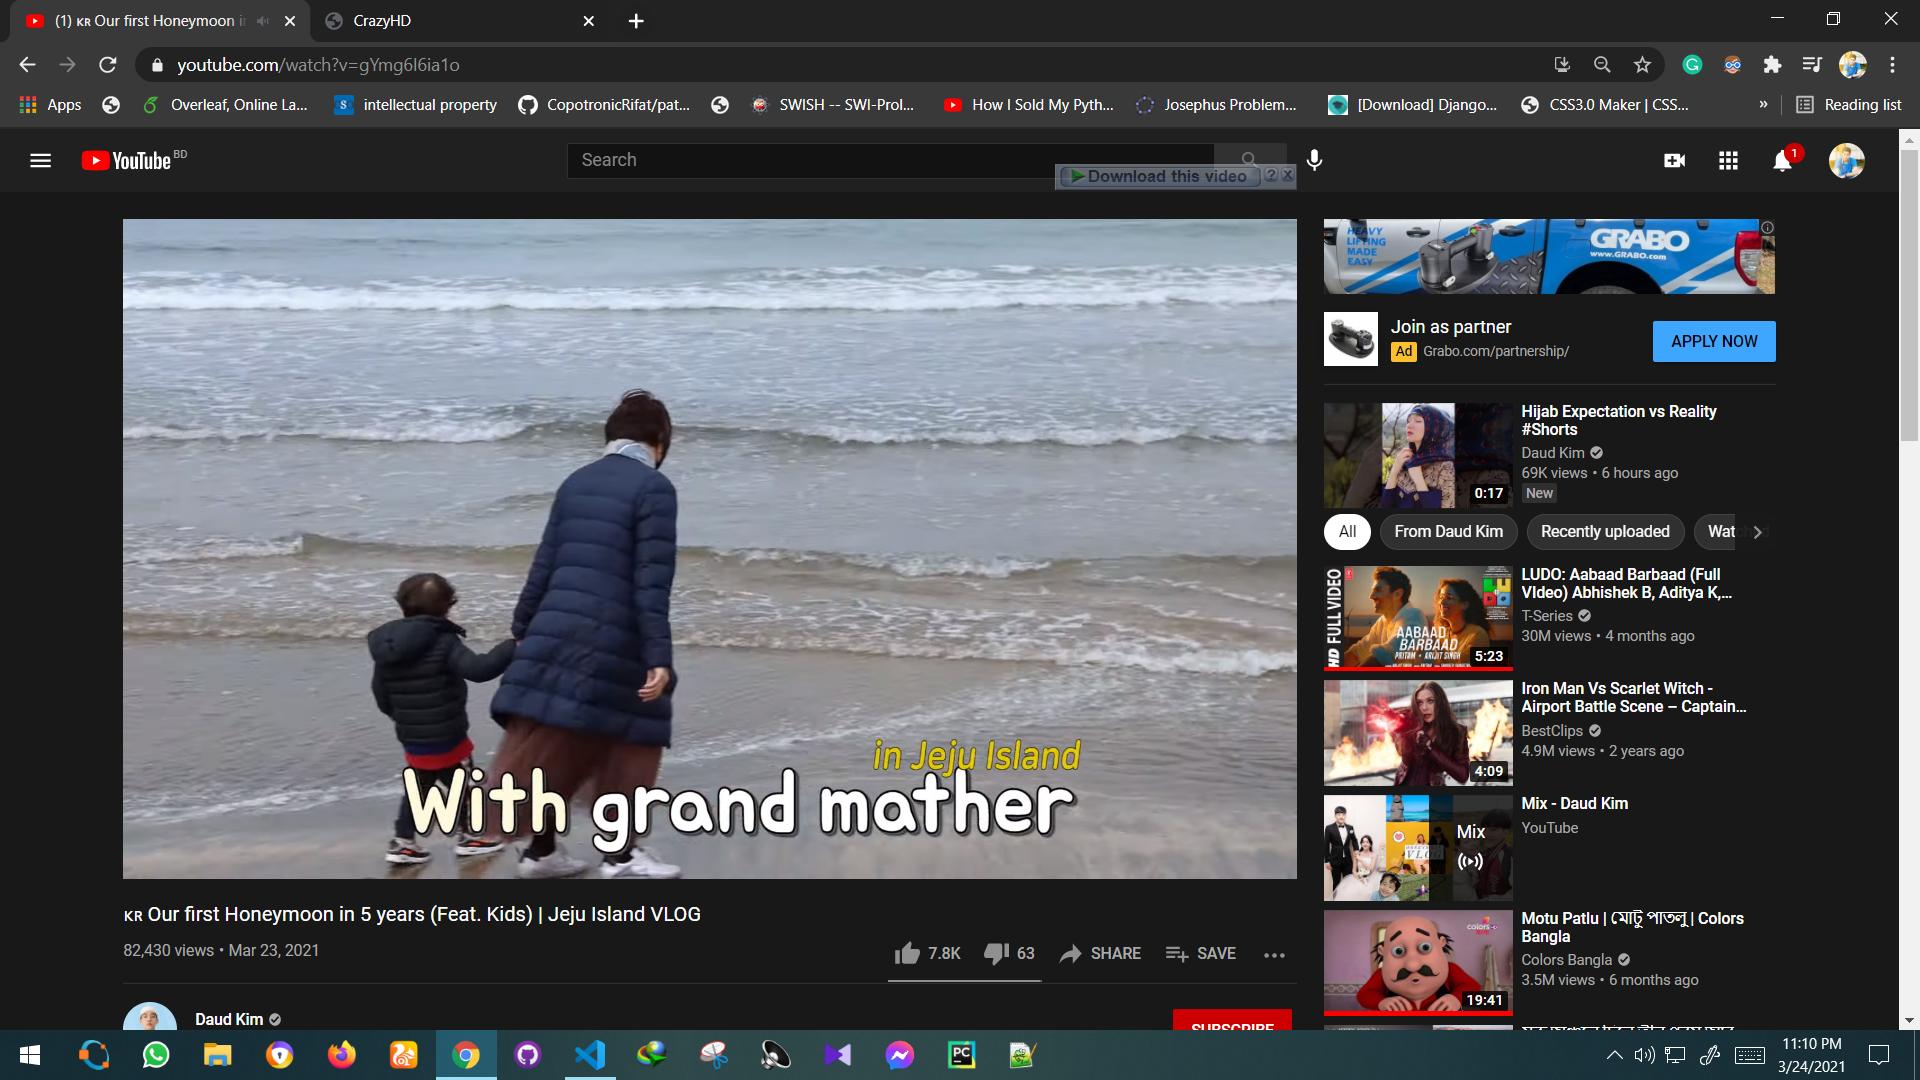 (1) KR Our first Honeymoon in
CrazyHD
youtube.com/watch?v=gYmg6l6ia1o
Apps
Overleaf, Online La...
intellectual property
CopotronicRifat/pat...
SWISH -- SWI-Prol...
How I Sold My Pyth...
Josephus Problem...
[Download] Django...
CSS3.0 Maker | CSS...
»
Reading list
YouTube BD
Search
Download this video ? X
1
HEAVY
LIFTING
MADE
EASY
GRABO
www.GRABO.com
Join as partner
Ad Grabo.com/partnership/
APPLY NOW
Hijab Expectation vs Reality
#Shorts
Daud Kim
69K views • 6 hours ago
New
0:17
All
From Daud Kim
Recently uploaded
Watched
HD FULL VIDEO
AABAAD
BARBAAD
PRITAM • ARIJIT SINGH
5:23
LUDO: Aabaad Barbaad (Full
VIdeo) Abhishek B, Aditya K,...
T-Series
30M views • 4 months ago
Iron Man Vs Scarlet Witch -
Airport Battle Scene – Captain...
BestClips
4.9M views • 2 years ago
4:09
Mix - Daud Kim
YouTube
Mix
VLOG
Motu Patlu | মোটু পাতলু | Colors
Bangla
Colors Bangla
3.5M views • 6 months ago
colors
19:41
in Jeju Island
With grand mather
KR Our first Honeymoon in 5 years (Feat. Kids) | Jeju Island VLOG
82,430 views • Mar 23, 2021
7.8K
63
SHARE
SAVE
Daud Kim
SUBSCRIBE
PC
11:10 PM
3/24/2021